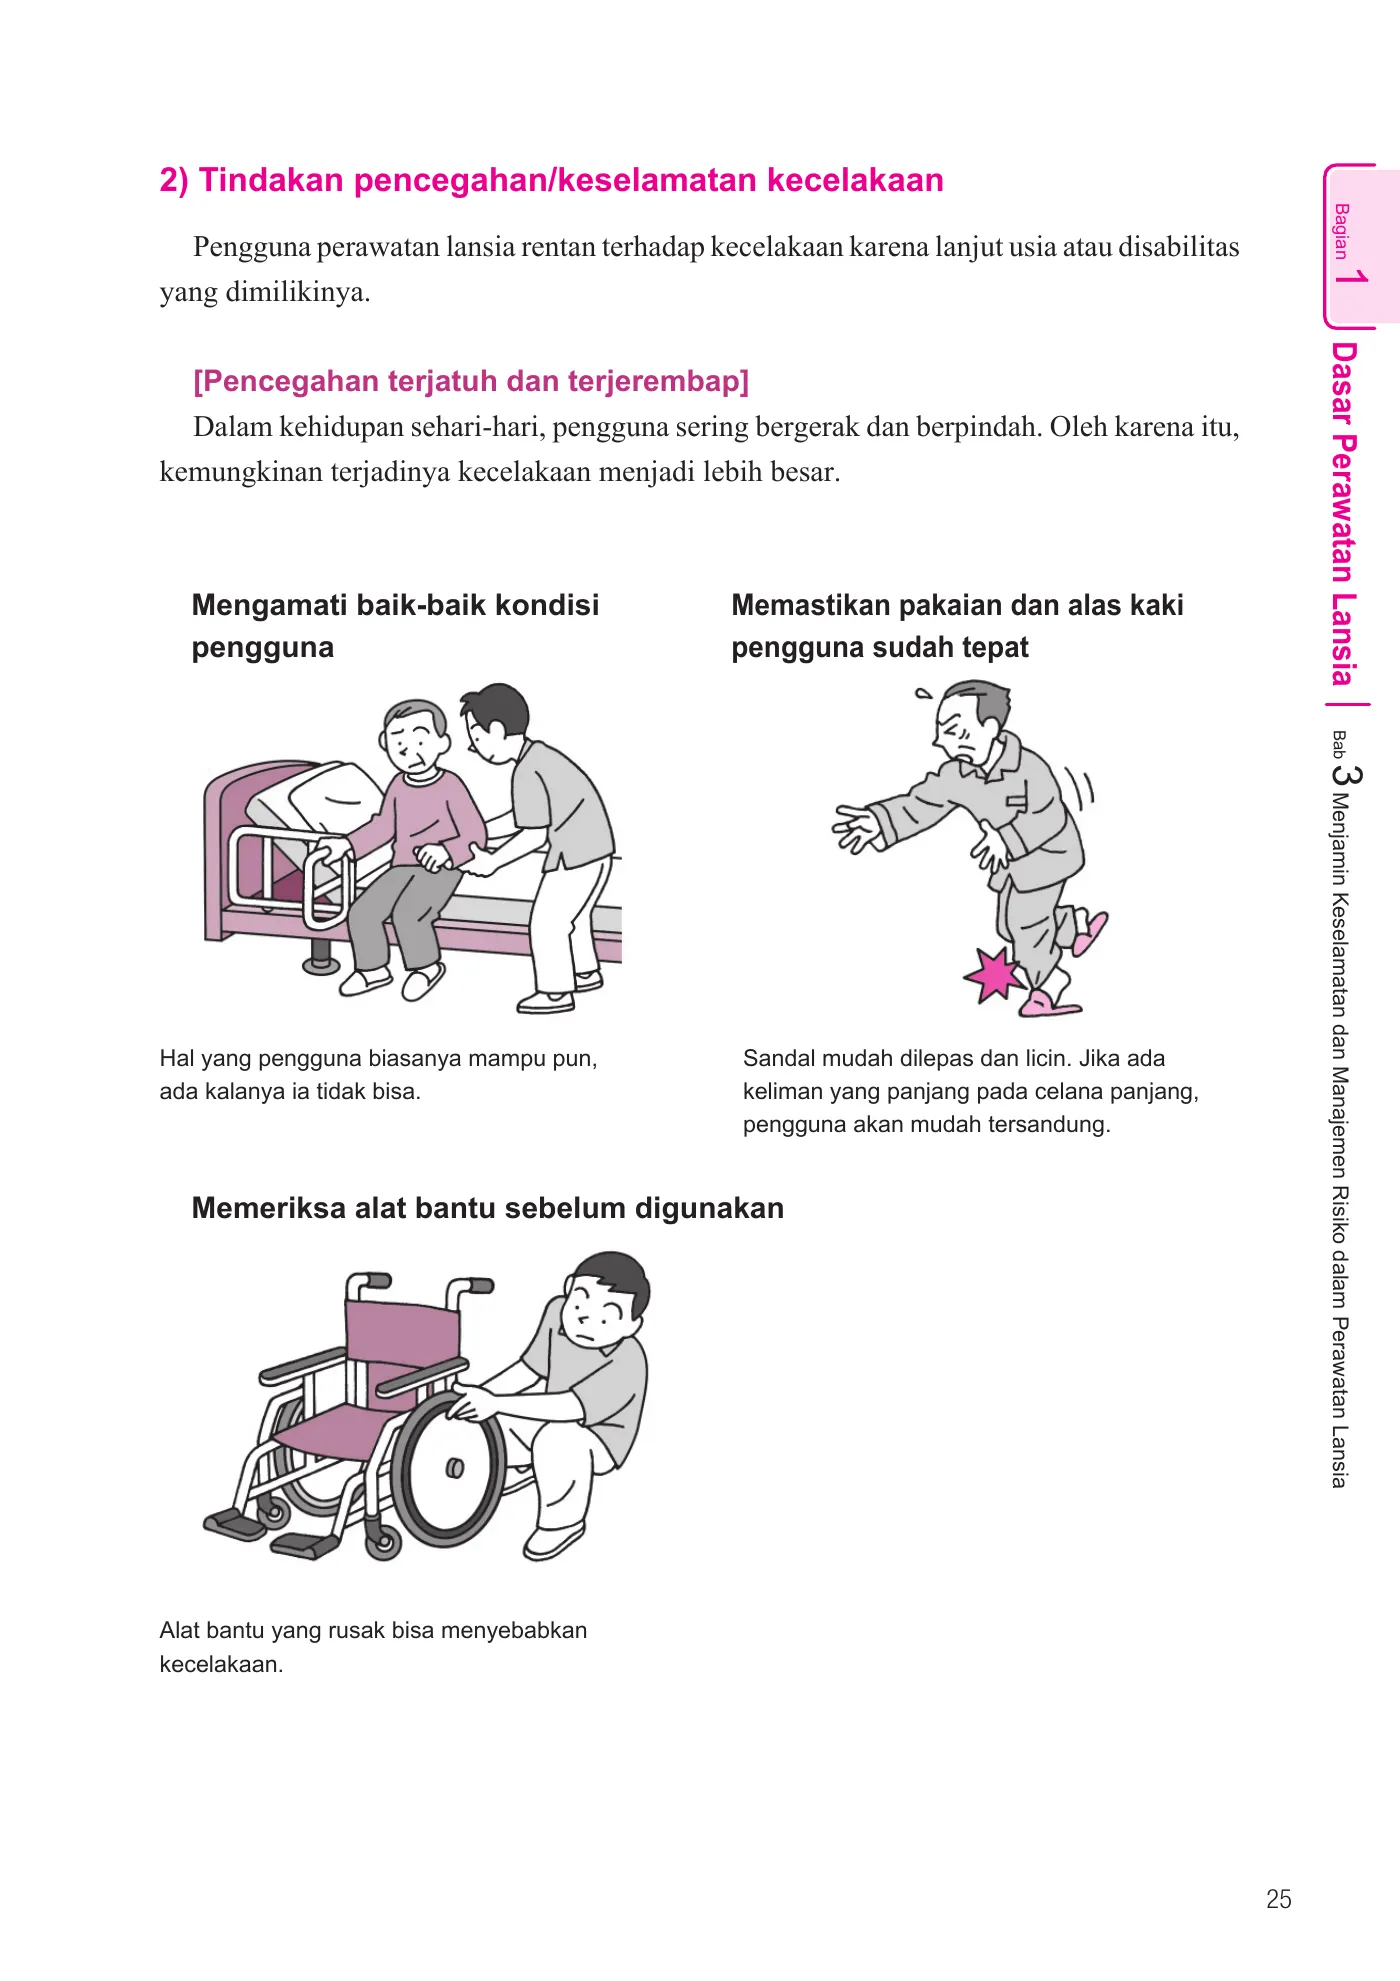 2) Tindakan pencegahan/keselamatan kecelakaan
Pengguna perawatan lansia rentan terhadap kecelakaan karena lanjut usia atau disabilitas
yang dimilikinya.
[Pencegahan terjatuh dan terjerembap]
Dalam kehidupan sehari-hari, pengguna sering bergerak dan berpindah. Oleh karena itu,
kemungkinan terjadinya kecelakaan menjadi lebih besar.
Mengamati baik-baik kondisi
pengguna
Hal yang pengguna biasanya mampu pun,
ada kalanya ia tidak bisa.
Memastikan pakaian dan alas kaki
pengguna sudah tepat
Sandal mudah dilepas dan licin. Jika ada
keliman yang panjang pada celana panjang,
pengguna akan mudah tersandung.
Memeriksa alat bantu sebelum digunakan
Alat bantu yang rusak bisa menyebabkan
kecelakaan.
Bagian 1
Dasar Perawatan Lansia
Bab 3 Menjamin Keselamatan dan Manajemen Risiko dalam Perawatan Lansia
25